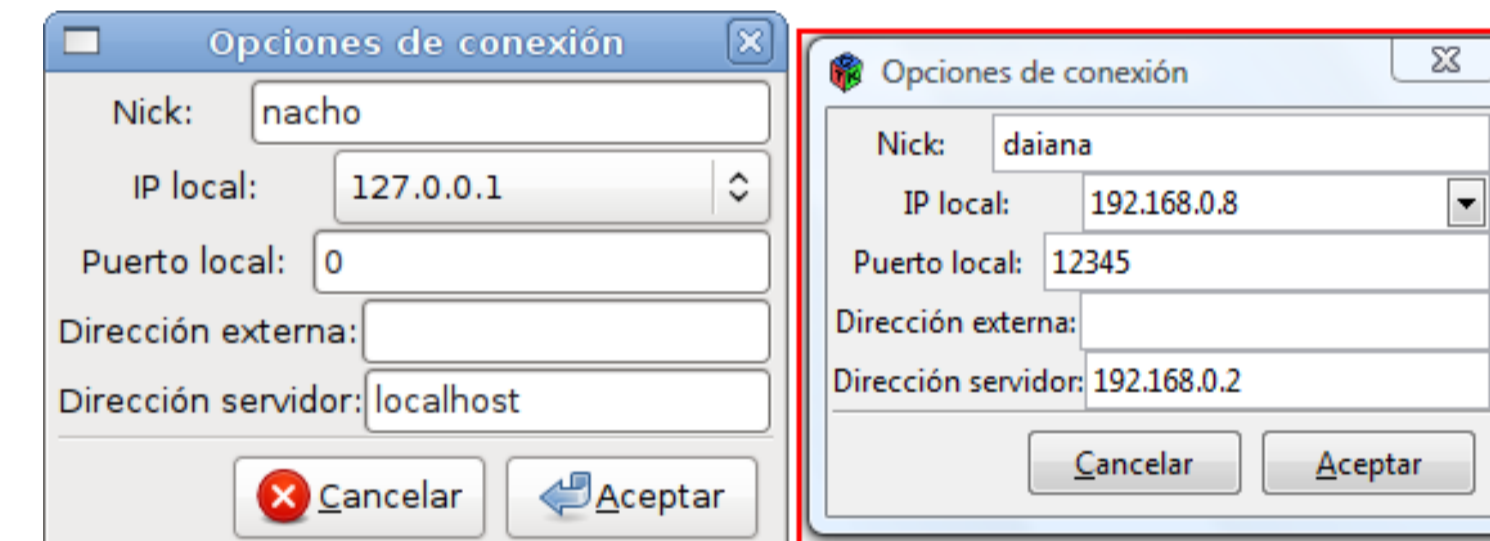 Opciones de conexión
Nick: nacho
IP local: 127.0.0.1
Puerto local: 0
Dirección externa:
Dirección servidor: localhost
Cancelar Aceptar
Opciones de conexión
Nick: daiana
IP local: 192.168.0.8
Puerto local: 12345
Dirección externa:
Dirección servidor: 192.168.0.2
Cancelar Aceptar